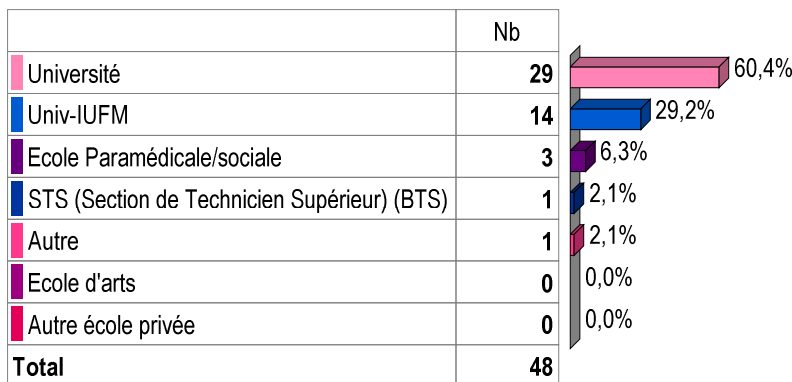 Nb
Université 29 60,4%
Univ-IUFM 14 29,2%
Ecole Paramédicale/sociale 3 6,3%
STS (Section de Technicien Supérieur) (BTS) 1 2,1%
Autre 1 2,1%
Ecole d'arts 0 0,0%
Autre école privée 0 0,0%
Total 48